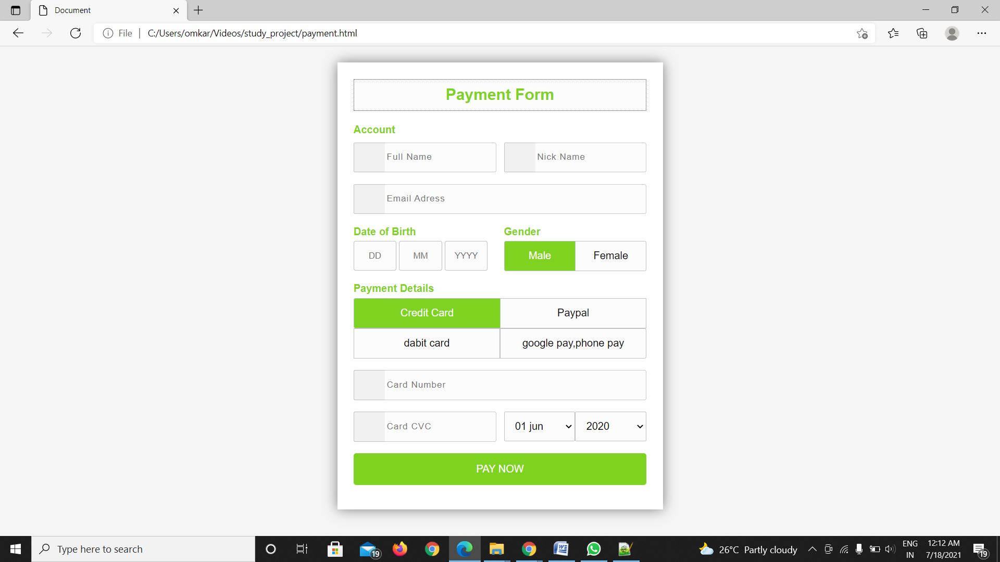 Document
File
C:/Users/omkar/Videos/study_project/payment.html
Payment Form
Account
Full Name
Nick Name
Email Adress
Date of Birth
Gender
DD
MM
YYYY
Male
Female
Payment Details
Credit Card
Paypal
dabit card
google pay,phone pay
Card Number
Card CVC
01 jun
2020
PAY NOW
Type here to search
19
26°C Partly cloudy
ENG
IN
12:12 AM
7/18/2021
19